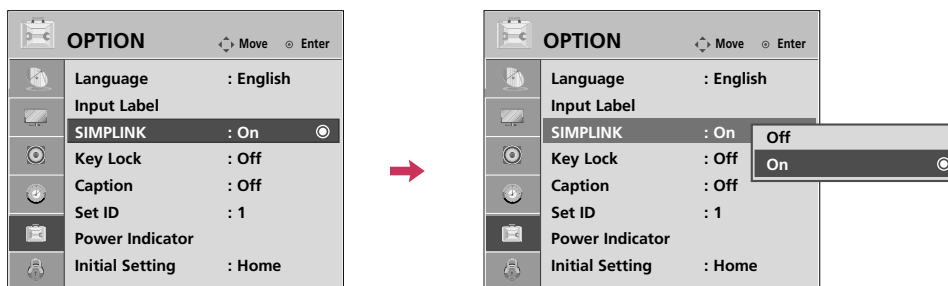 OPTION Move Enter
Language : English
Input Label
SIMPLINK : On
Key Lock : Off
Caption : Off
Set ID : 1
Power Indicator
Initial Setting : Home
OPTION Move Enter
Language : English
Input Label
SIMPLINK : On
Key Lock : Off
Caption : Off
Set ID : 1
Power Indicator
Initial Setting : Home
Off
On